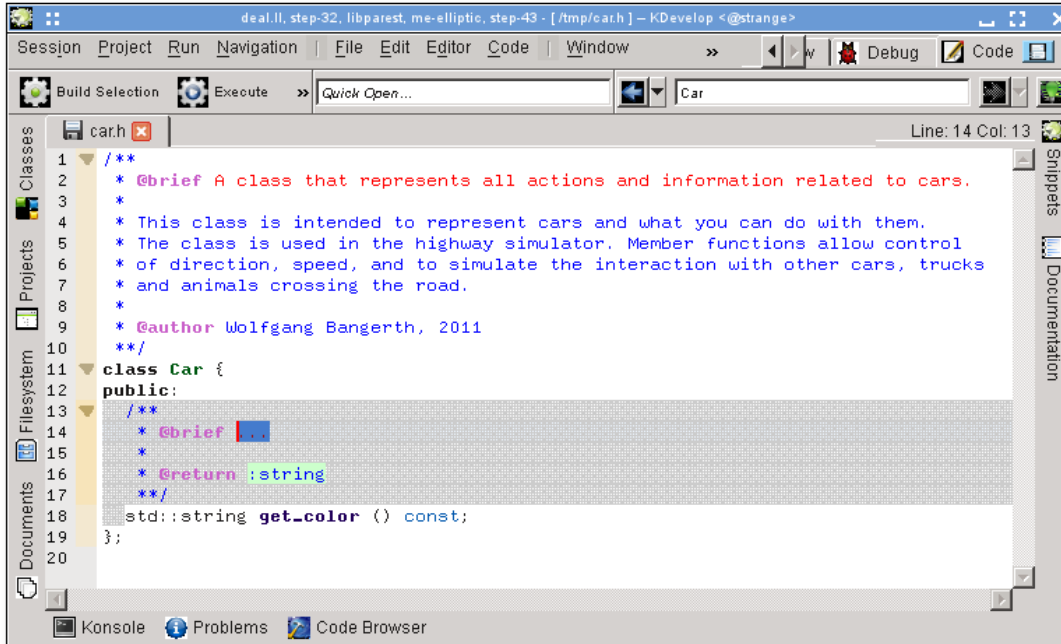 deal.II, step-32, libparest, me-elliptic, step-43 - [ /tmp/car.h ] – KDevelop <@strange>
Session Project Run Navigation | File Edit Editor Code | Window » w Debug Code
Build Selection Execute » Quick Open... Car
car.h Line: 14 Col: 13
Classes
Projects
Filesystem
Documents
Snippets
Documentation
1 /**
2 * @brief A class that represents all actions and information related to cars.
3 *
4 * This class is intended to represent cars and what you can do with them.
5 * The class is used in the highway simulator. Member functions allow control
6 * of direction, speed, and to simulate the interaction with other cars, trucks
7 * and animals crossing the road.
8 *
9 * @author Wolfgang Bangerth, 2011
10 **/
11 class Car {
12 public:
13 /**
14 * @brief ...
15 *
16 * @return :string
17 **/
18 std::string get_color () const;
19 };
20
Konsole Problems Code Browser